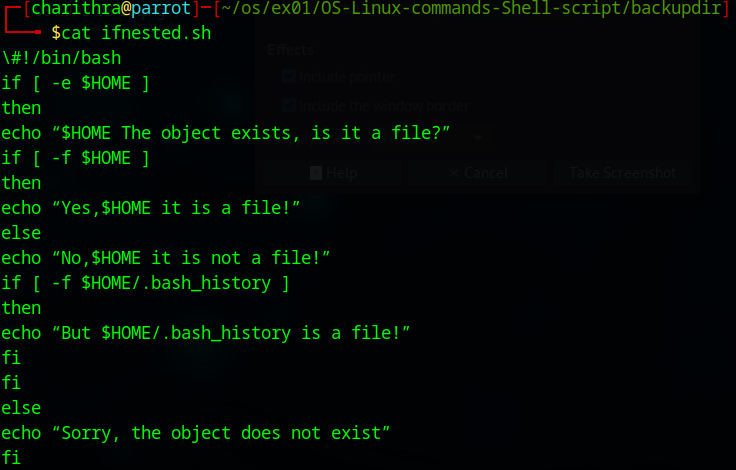 ┌─[charithra@parrot]─[~/os/ex01/OS-Linux-commands-Shell-script/backupdir]
└──╼ $cat ifnested.sh
\#!/bin/bash
if [ -e $HOME ]
then
echo “$HOME The object exists, is it a file?”
if [ -f $HOME ]
then
echo “Yes,$HOME it is a file!”
else
echo “No,$HOME it is not a file!”
if [ -f $HOME/.bash_history ]
then
echo “But $HOME/.bash_history is a file!”
fi
fi
else
echo “Sorry, the object does not exist”
fi
Effects
Include pointer
Include the window border
Help
Cancel
Take Screenshot